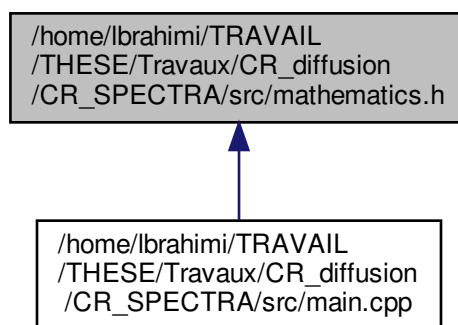 /home/lbrahimi/TRAVAIL
/THESE/Travaux/CR_diffusion
/CR_SPECTRA/src/mathematics.h
/home/lbrahimi/TRAVAIL
/THESE/Travaux/CR_diffusion
/CR_SPECTRA/src/main.cpp